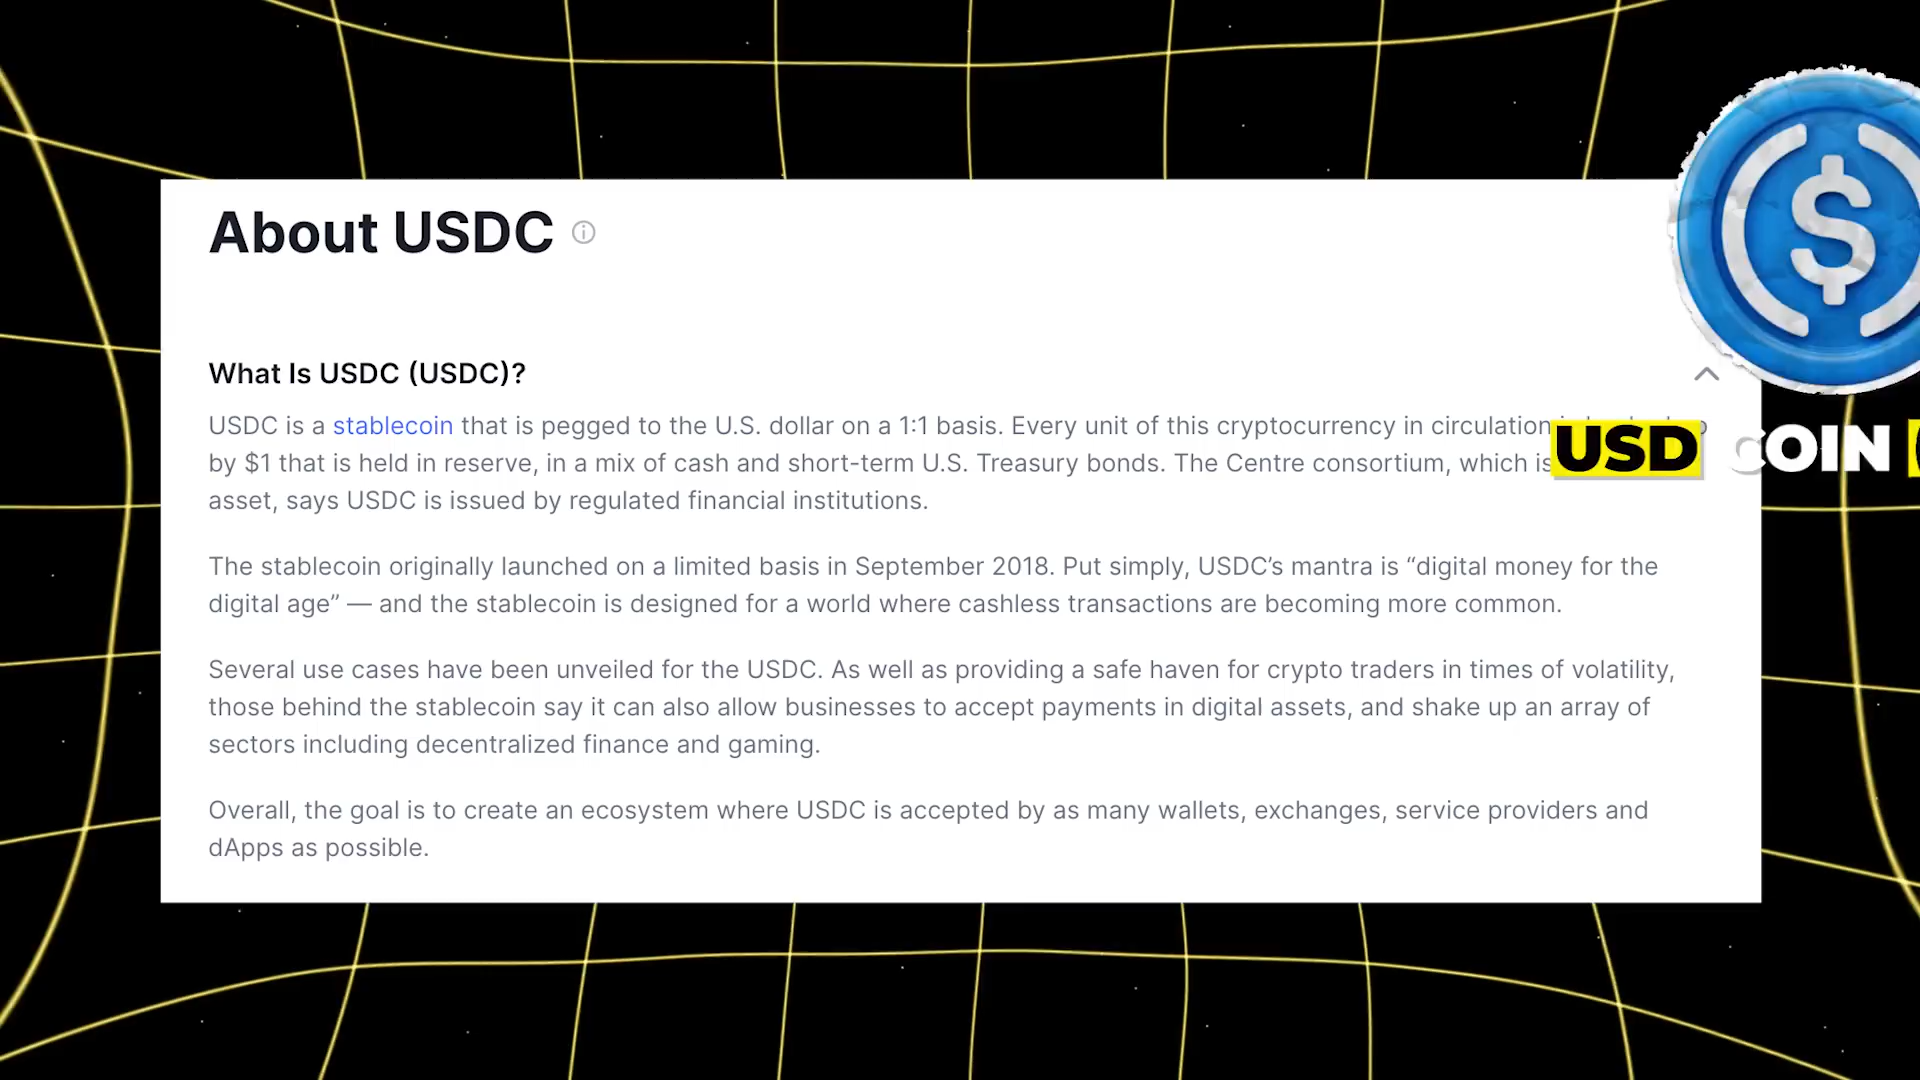 About USDC
What Is USDC (USDC)?
USDC is a stablecoin that is pegged to the U.S. dollar on a 1:1 basis. Every unit of this cryptocurrency in circulation
by $1 that is held in reserve, in a mix of cash and short-term U.S. Treasury bonds. The Centre consortium, which is
asset, says USDC is issued by regulated financial institutions.
USD COIN
The stablecoin originally launched on a limited basis in September 2018. Put simply, USDC’s mantra is “digital money for the
digital age” — and the stablecoin is designed for a world where cashless transactions are becoming more common.
Several use cases have been unveiled for the USDC. As well as providing a safe haven for crypto traders in times of volatility,
those behind the stablecoin say it can also allow businesses to accept payments in digital assets, and shake up an array of
sectors including decentralized finance and gaming.
Overall, the goal is to create an ecosystem where USDC is accepted by as many wallets, exchanges, service providers and
dApps as possible.